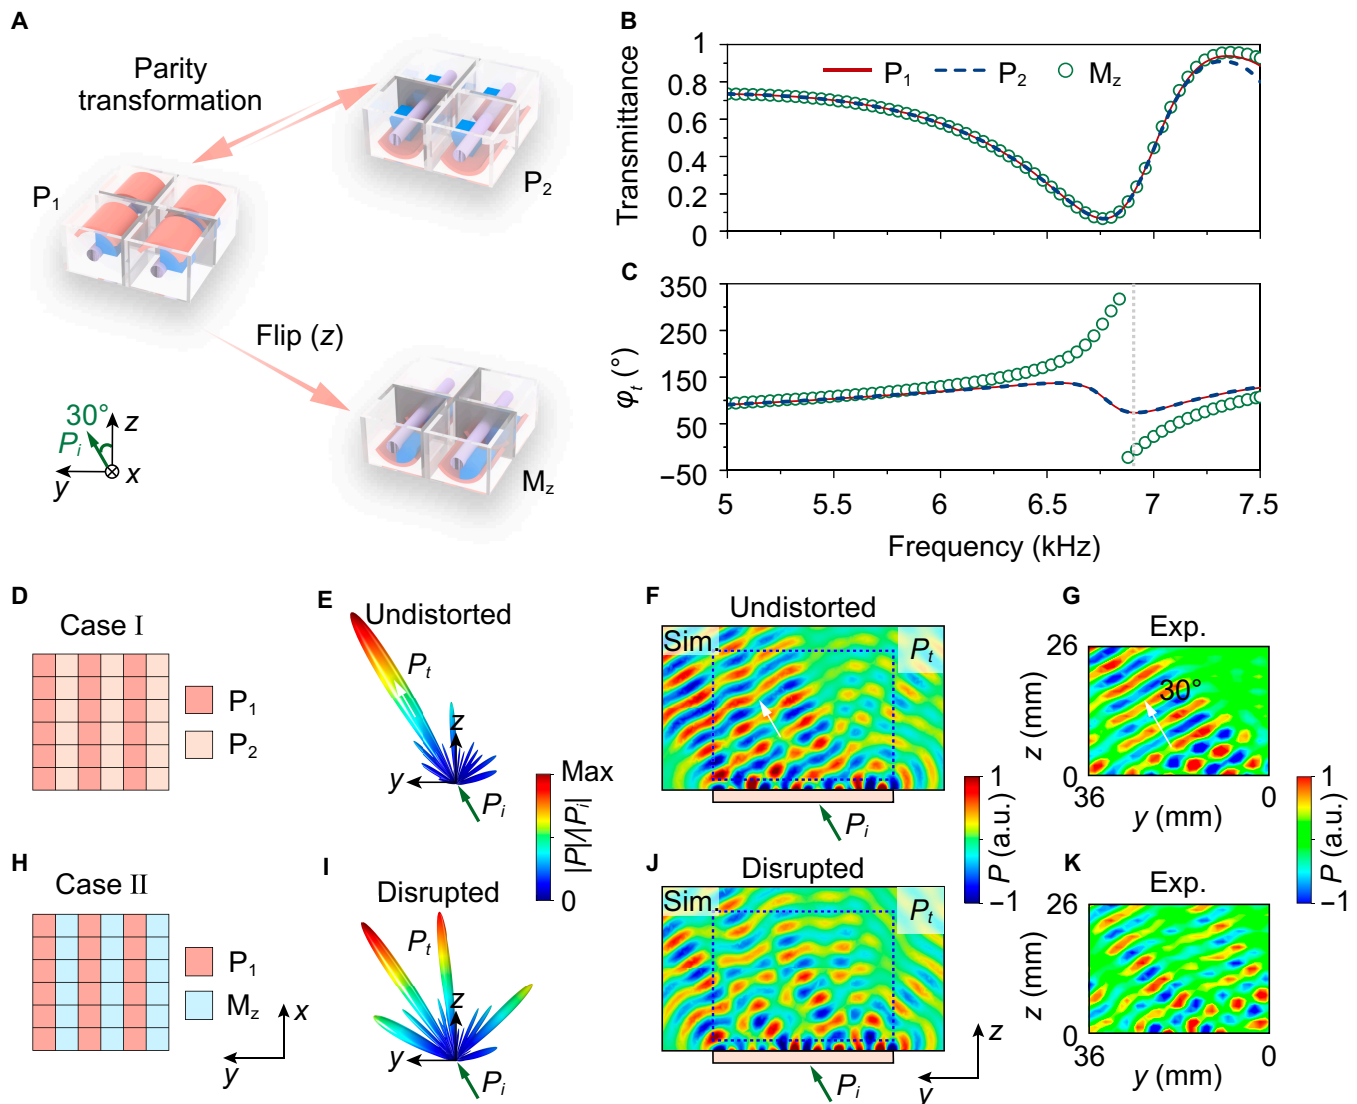 A
Parity
transformation
P1
P2
Flip (z)
Mz
30°
Pi
z
y
x
B
Transmittance
1
0.8
0.6
0.4
0.2
0
P1
P2
Mz
C
φt (°)
350
250
150
50
−50
5
5.5
6
6.5
7
7.5
Frequency (kHz)
D
Case I
P1
P2
E
Undistorted
Pt
z
y
Pi
Max
0
|P|/|Pi|
F
Undistorted
Sim.
Pt
Pi
1
−1
P (a.u.)
G
Exp.
26
30°
z (mm)
0
36
0
y (mm)
1
−1
P (a.u.)
H
Case II
P1
Mz
x
y
I
Disrupted
Pt
z
y
Pi
J
Disrupted
Sim.
Pt
Pi
z
y
K
Exp.
26
z (mm)
0
36
0
y (mm)